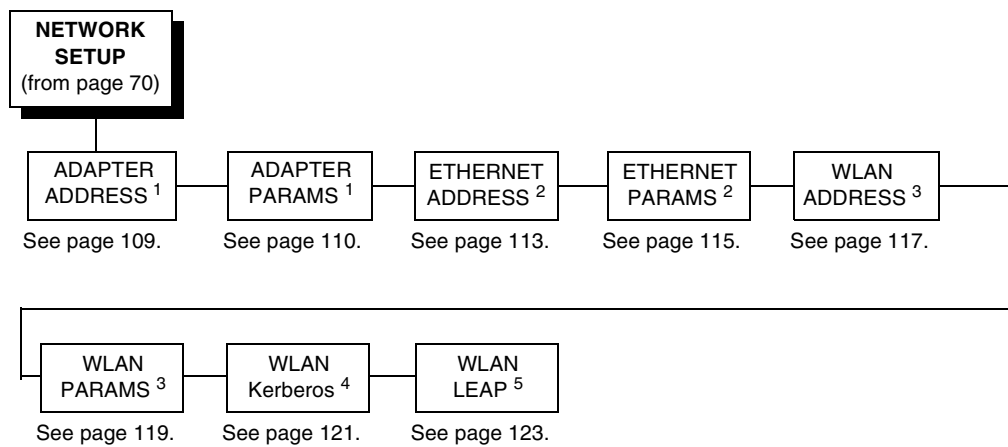 NETWORK
SETUP
(from page 70)
ADAPTER
ADDRESS 1
See page 109.
ADAPTER
PARAMS 1
See page 110.
ETHERNET
ADDRESS 2
See page 113.
ETHERNET
PARAMS 2
See page 115.
WLAN
ADDRESS 3
See page 117.
WLAN
PARAMS 3
See page 119.
WLAN
Kerberos 4
See page 121.
WLAN
LEAP 5
See page 123.